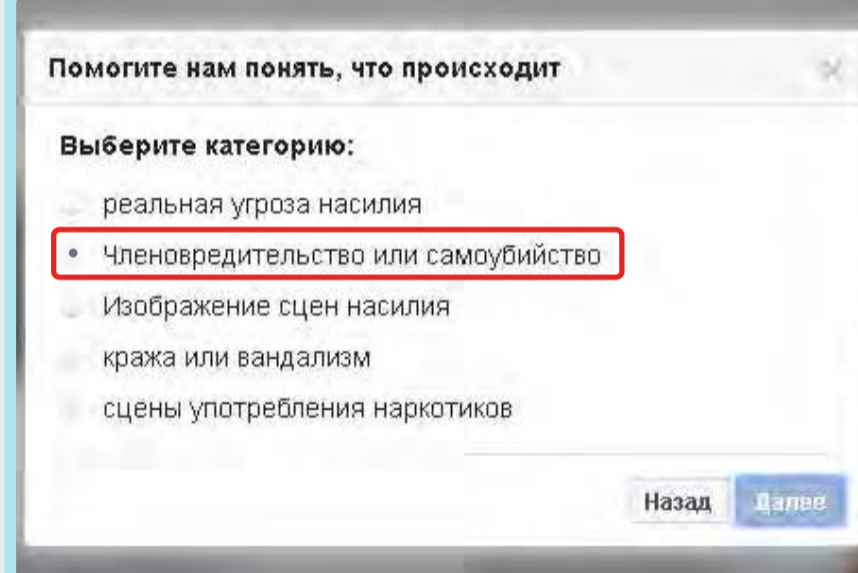 Помогите нам понять, что происходит
Выберите категорию:
реальная угроза насилия
Членовредительство или самоубийство
Изображение сцен насилия
кража или вандализм
сцены употребления наркотиков
Назад Далее